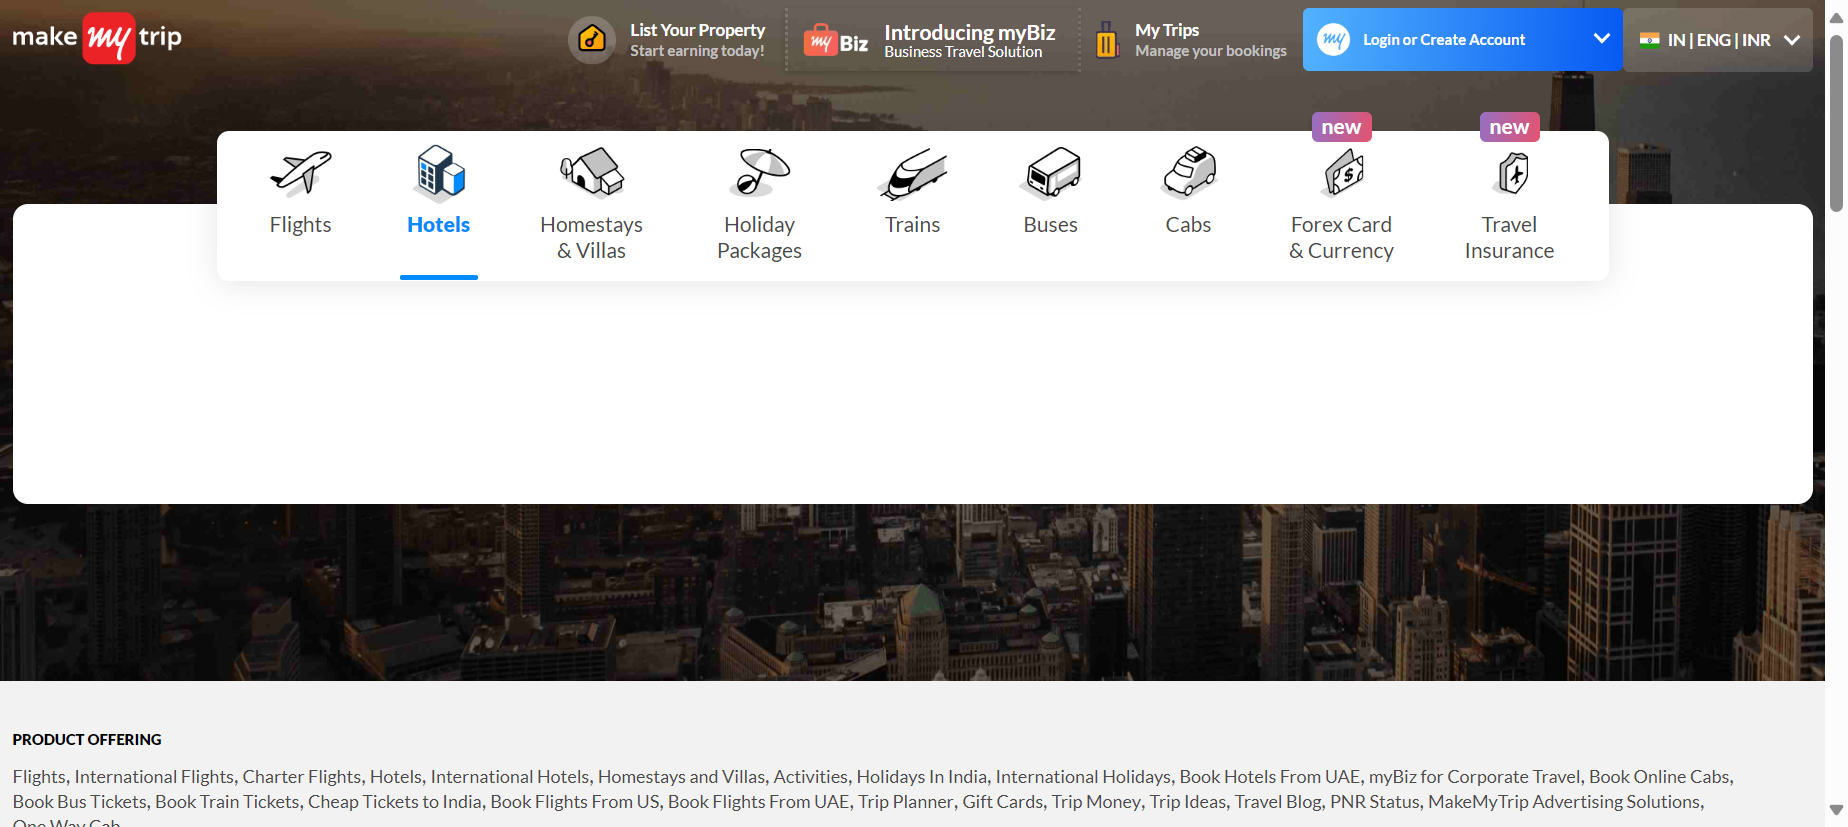 make my trip
List Your Property
Start earning today!
my Biz
Introducing myBiz
Business Travel Solution
My Trips
Manage your bookings
my
Login or Create Account
IN | ENG | INR
new
new
Flights
Hotels
Homestays
& Villas
Holiday
Packages
Trains
Buses
Cabs
Forex Card
& Currency
Travel
Insurance
PRODUCT OFFERING
Flights, International Flights, Charter Flights, Hotels, International Hotels, Homestays and Villas, Activities, Holidays In India, International Holidays, Book Hotels From UAE, myBiz for Corporate Travel, Book Online Cabs,
Book Bus Tickets, Book Train Tickets, Cheap Tickets to India, Book Flights From US, Book Flights From UAE, Trip Planner, Gift Cards, Trip Money, Trip Ideas, Travel Blog, PNR Status, MakeMyTrip Advertising Solutions,
One Way Cab